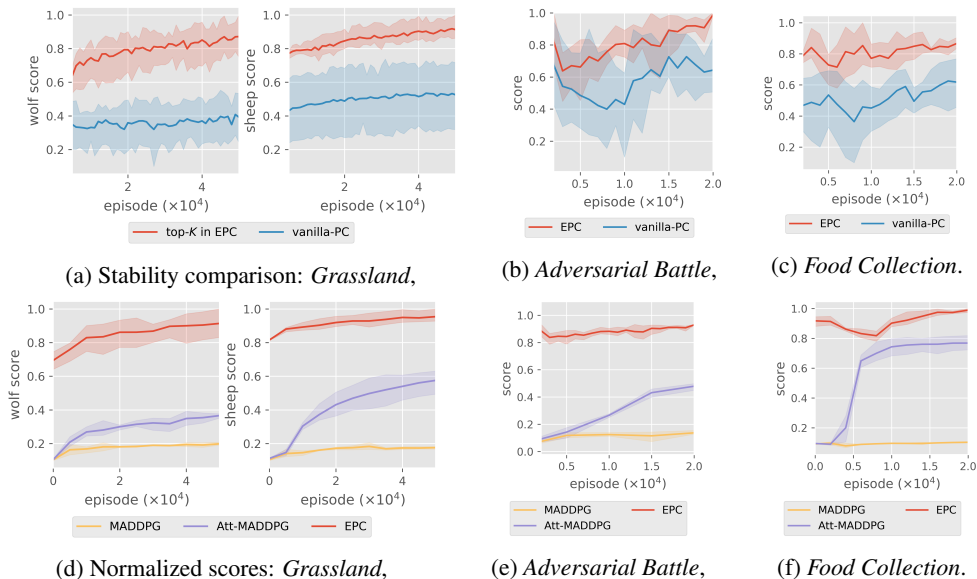 1.0
0.8
0.6
0.4
0.2
wolf score
2
4
episode (×10⁴)
1.0
0.8
0.6
0.4
0.2
sheep score
2
4
episode (×10⁴)
top-K in EPC vanilla-PC
(a) Stability comparison: Grassland,
1.0
0.8
0.6
0.4
0.2
score
0.5 1.0 1.5 2.0
episode (×10⁴)
EPC vanilla-PC
(b) Adversarial Battle,
1.0
0.8
0.6
0.4
0.2
score
0.5 1.0 1.5 2.0
episode (×10⁴)
EPC vanilla-PC
(c) Food Collection.
1.0
0.8
0.6
0.4
0.2
wolf score
0 2 4
episode (×10⁴)
1.0
0.8
0.6
0.4
0.2
sheep score
0 2 4
episode (×10⁴)
MADDPG Att-MADDPG EPC
(d) Normalized scores: Grassland,
1.0
0.8
0.6
0.4
0.2
0.0
score
0.5 1.0 1.5 2.0
episode (×10⁴)
MADDPG EPC
Att-MADDPG
(e) Adversarial Battle,
1.0
0.8
0.6
0.4
0.2
score
0.0 0.5 1.0 1.5 2.0
episode (×10⁴)
MADDPG EPC
Att-MADDPG
(f) Food Collection.